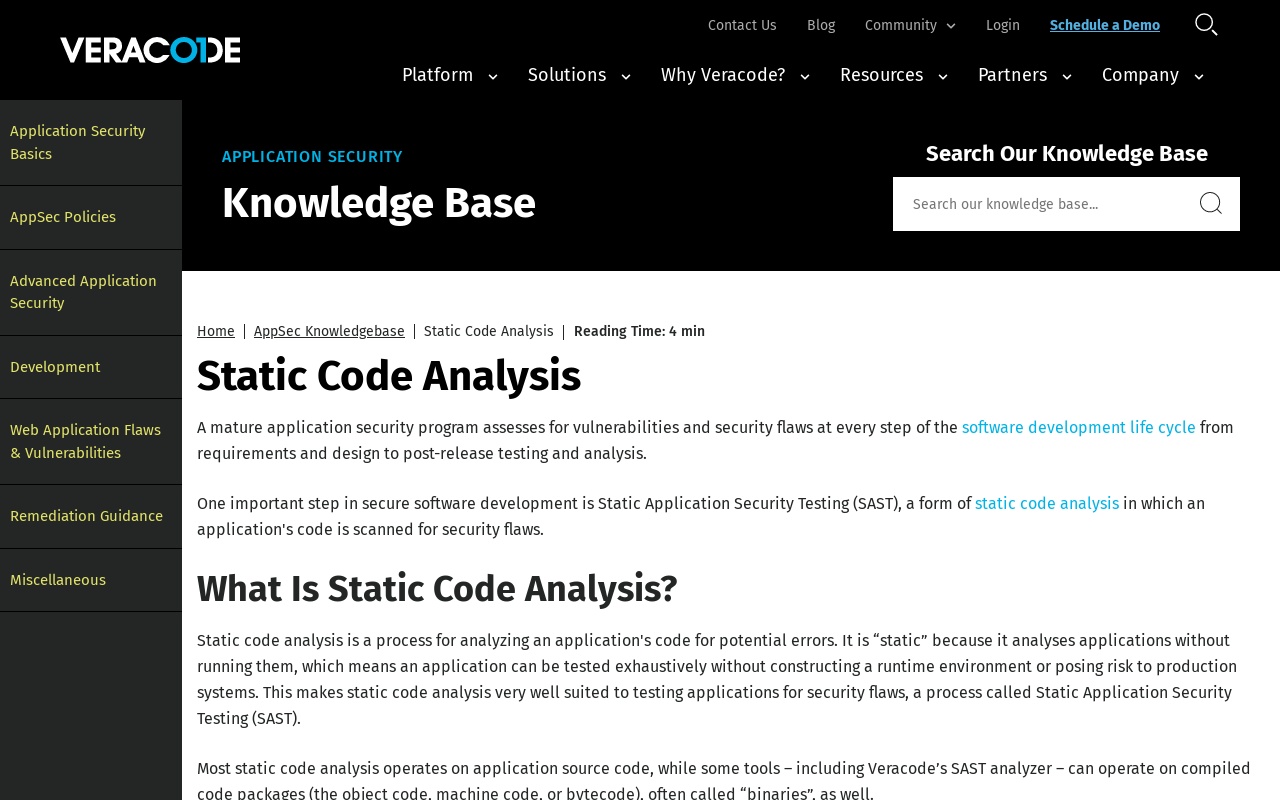 Contact Us Blog Community Login Schedule a Demo
VERACODE
Platform Solutions Why Veracode? Resources Partners Company
Application Security
Basics
AppSec Policies
Advanced Application
Security
Development
Web Application Flaws
& Vulnerabilities
Remediation Guidance
Miscellaneous
APPLICATION SECURITY
Knowledge Base
Search Our Knowledge Base
Search our knowledge base...
Home | AppSec Knowledgebase | Static Code Analysis | Reading Time: 4 min
Static Code Analysis
A mature application security program assesses for vulnerabilities and security flaws at every step of the software development life cycle from
requirements and design to post-release testing and analysis.
One important step in secure software development is Static Application Security Testing (SAST), a form of static code analysis in which an
application's code is scanned for security flaws.
What Is Static Code Analysis?
Static code analysis is a process for analyzing an application's code for potential errors. It is “static” because it analyses applications without
running them, which means an application can be tested exhaustively without constructing a runtime environment or posing risk to production
systems. This makes static code analysis very well suited to testing applications for security flaws, a process called Static Application Security
Testing (SAST).
Most static code analysis operates on application source code, while some tools – including Veracode’s SAST analyzer – can operate on compiled
code packages (the object code, machine code, or bytecode), often called “binaries”, as well.